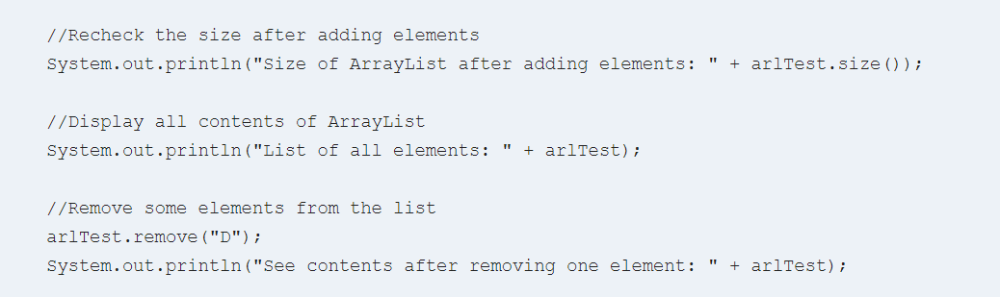 //Recheck the size after adding elements
System.out.println("Size of ArrayList after adding elements: " + arlTest.size());
//Display all contents of ArrayList
System.out.println("List of all elements: " + arlTest);
//Remove some elements from the list
arlTest.remove("D");
System.out.println("See contents after removing one element: " + arlTest);